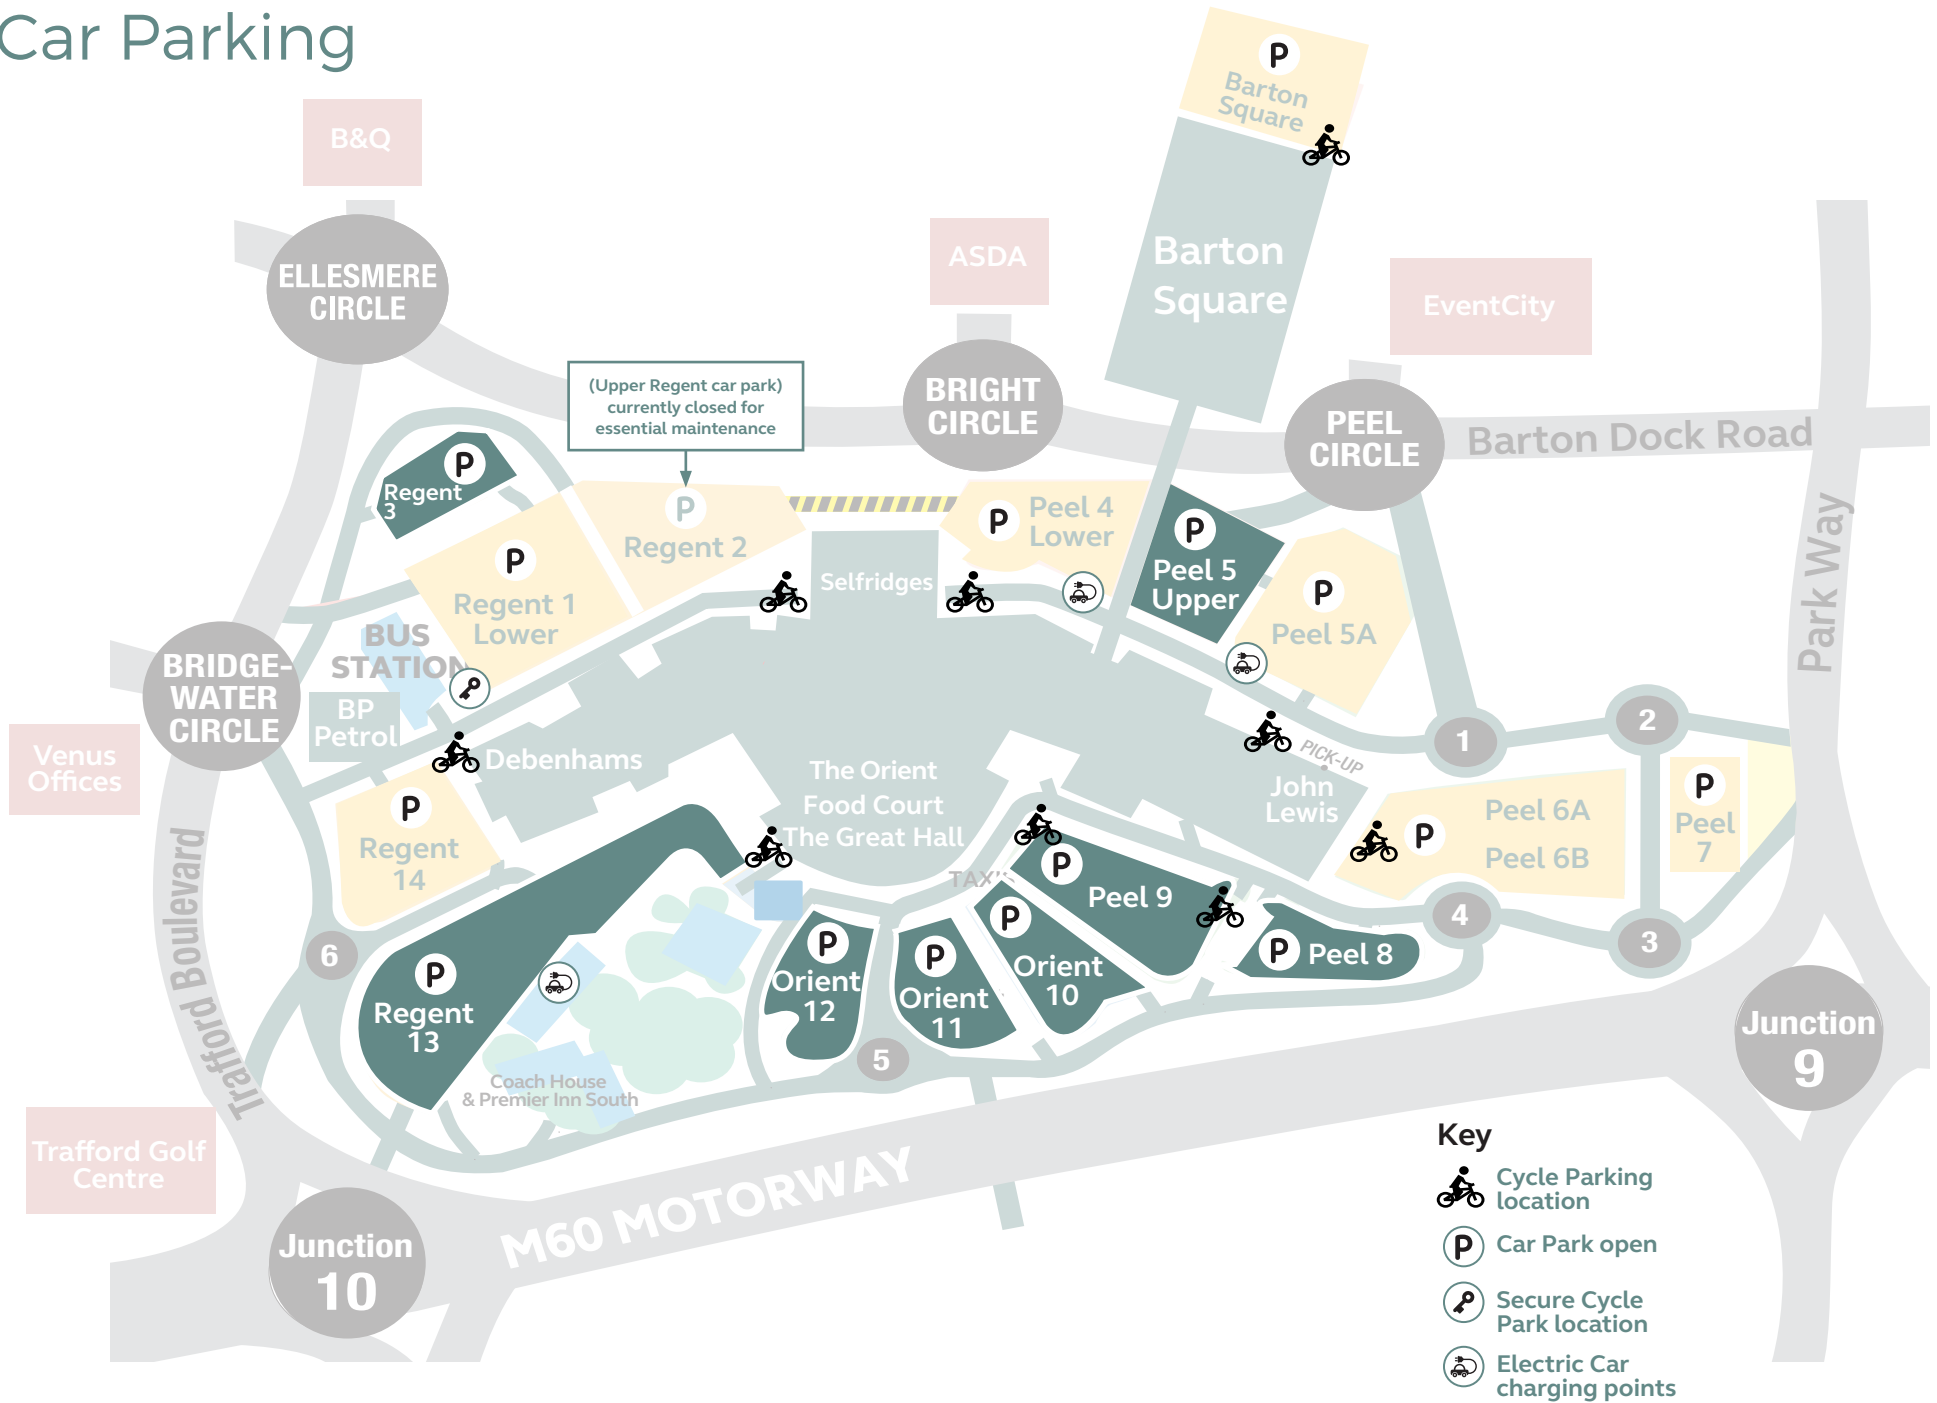 Car Parking
P
Barton
Square
B&Q
ELLESMERE
CIRCLE
ASDA
Barton
Square
EventCity
(Upper Regent car park)
currently closed for
essential maintenance
BRIGHT
CIRCLE
PEEL
CIRCLE
Barton Dock Road
Park Way
P
Regent
3
P
Regent 2
P
Peel 4
Lower
P
Peel 5
Upper
P
Regent 1
Lower
Selfridges
P
Peel 5A
BUS
STATION
BRIDGE-
WATER
CIRCLE
BP
Petrol
Venus
Offices
Debenhams
The Orient
Food Court
The Great Hall
PICK-UP
John
Lewis
1
2
P
Regent
14
P
Peel 6A
Peel 6B
P
Peel
7
TAXI'S
P
Peel 9
P
Orient
10
P
Peel 8
4
3
6
Trafford Boulevard
P
Regent
13
P
Orient
12
P
Orient
11
5
Coach House
& Premier Inn South
Junction
9
Trafford Golf
Centre
M60 MOTORWAY
Junction
10
Key
Cycle Parking
location
P
Car Park open
Secure Cycle
Park location
Electric Car
charging points